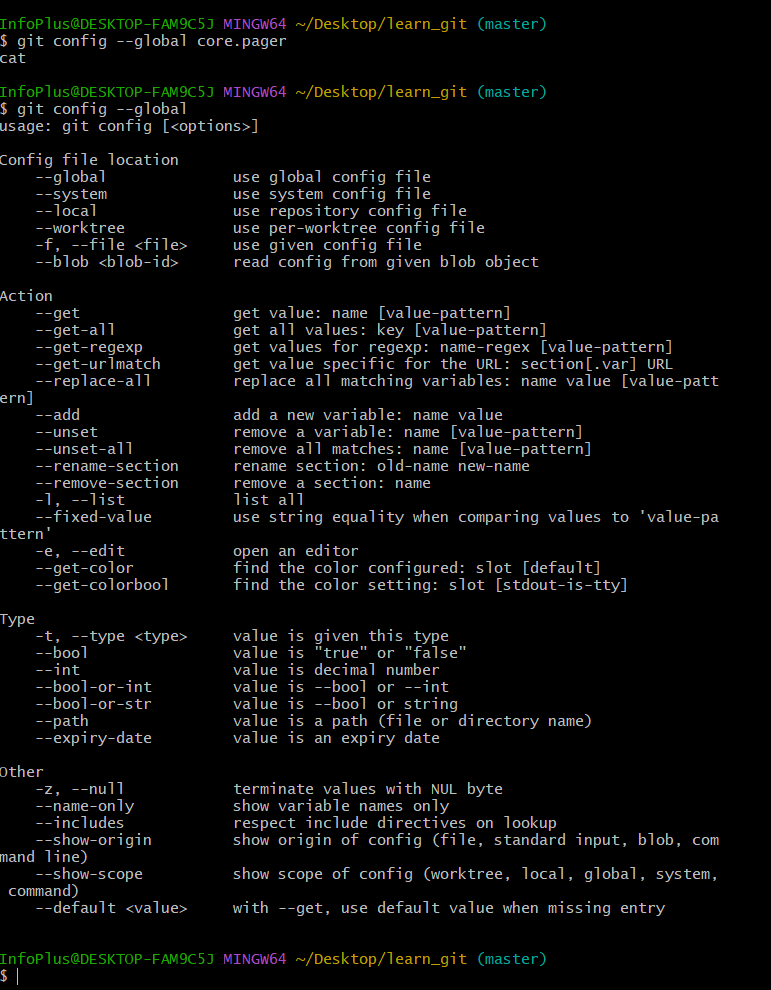 InfoPlus@DESKTOP-FAM9C5J MINGW64 ~/Desktop/learn_git (master)
$ git config --global core.pager
cat

InfoPlus@DESKTOP-FAM9C5J MINGW64 ~/Desktop/learn_git (master)
$ git config --global
usage: git config [<options>]

Config file location
    --global              use global config file
    --system              use system config file
    --local               use repository config file
    --worktree            use per-worktree config file
    -f, --file <file>     use given config file
    --blob <blob-id>      read config from given blob object

Action
    --get                 get value: name [value-pattern]
    --get-all             get all values: key [value-pattern]
    --get-regexp          get values for regexp: name-regex [value-pattern]
    --get-urlmatch        get value specific for the URL: section[.var] URL
    --replace-all         replace all matching variables: name value [value-patt
ern]
    --add                 add a new variable: name value
    --unset               remove a variable: name [value-pattern]
    --unset-all           remove all matches: name [value-pattern]
    --rename-section      rename section: old-name new-name
    --remove-section      remove a section: name
    -l, --list            list all
    --fixed-value         use string equality when comparing values to 'value-pa
ttern'
    -e, --edit            open an editor
    --get-color           find the color configured: slot [default]
    --get-colorbool       find the color setting: slot [stdout-is-tty]

Type
    -t, --type <type>     value is given this type
    --bool                value is "true" or "false"
    --int                 value is decimal number
    --bool-or-int         value is --bool or --int
    --bool-or-str         value is --bool or string
    --path                value is a path (file or directory name)
    --expiry-date         value is an expiry date

Other
    -z, --null            terminate values with NUL byte
    --name-only           show variable names only
    --includes            respect include directives on lookup
    --show-origin         show origin of config (file, standard input, blob, com
mand line)
    --show-scope          show scope of config (worktree, local, global, system,
 command)
    --default <value>     with --get, use default value when missing entry

InfoPlus@DESKTOP-FAM9C5J MINGW64 ~/Desktop/learn_git (master)
$